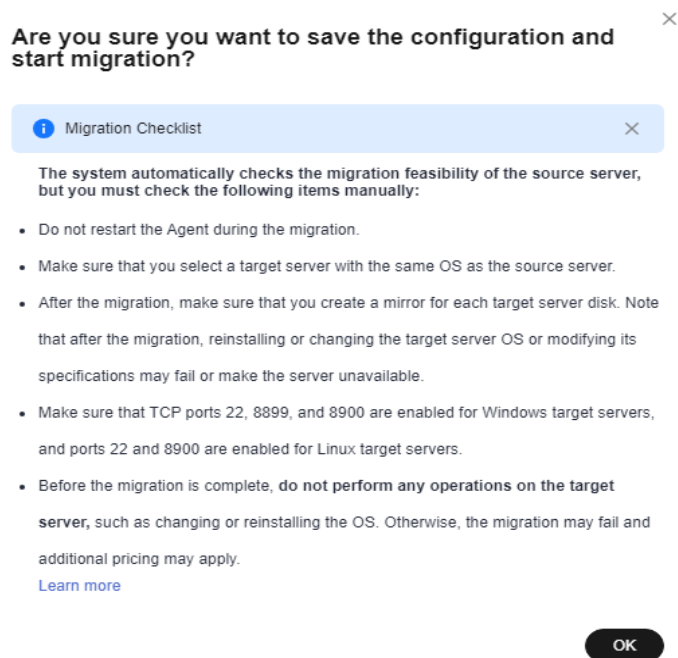 Are you sure you want to save the configuration and
start migration?
Migration Checklist
The system automatically checks the migration feasibility of the source server,
but you must check the following items manually:
• Do not restart the Agent during the migration.
• Make sure that you select a target server with the same OS as the source server.
• After the migration, make sure that you create a mirror for each target server disk. Note
that after the migration, reinstalling or changing the target server OS or modifying its
specifications may fail or make the server unavailable.
• Make sure that TCP ports 22, 8899, and 8900 are enabled for Windows target servers,
and ports 22 and 8900 are enabled for Linux target servers.
• Before the migration is complete, do not perform any operations on the target
server, such as changing or reinstalling the OS. Otherwise, the migration may fail and
additional pricing may apply.
Learn more
OK